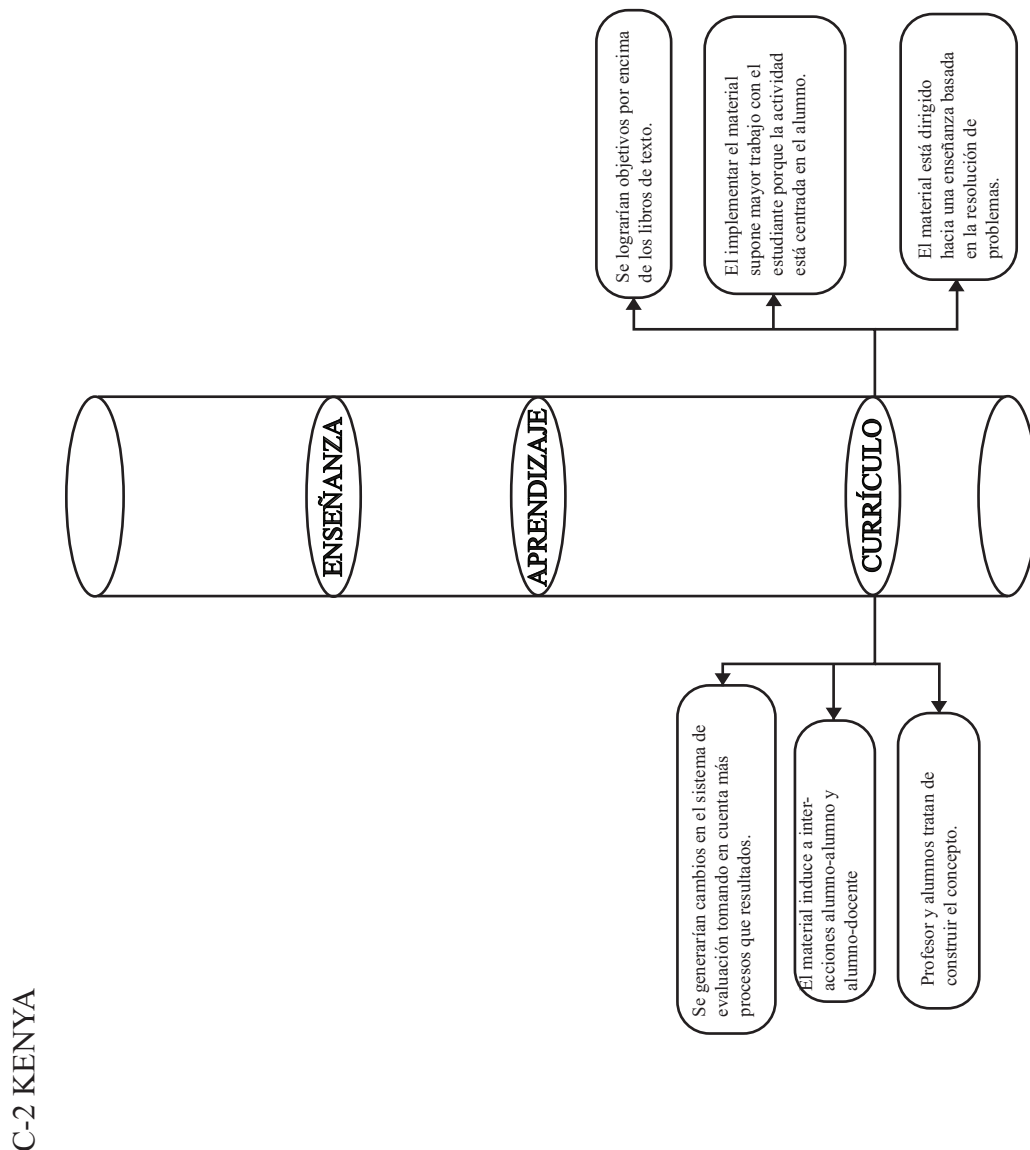 C-2 KENYA
Se generarían cambios en el sistema de
evaluación tomando en cuenta más
procesos que resultados.
El material induce a inter-
acciones alumno-alumno y
alumno-docente
Profesor y alumnos tratan de
construir el concepto.
ENSEÑANZA
APRENDIZAJE
CURRÍCULO
Se lograrían objetivos por encima
de los libros de texto.
El implementar el material
supone mayor trabajo con el
estudiante porque la actividad
está centrada en el alumno.
El material está dirigido
hacia una enseñanza basada
en la resolución de
problemas.